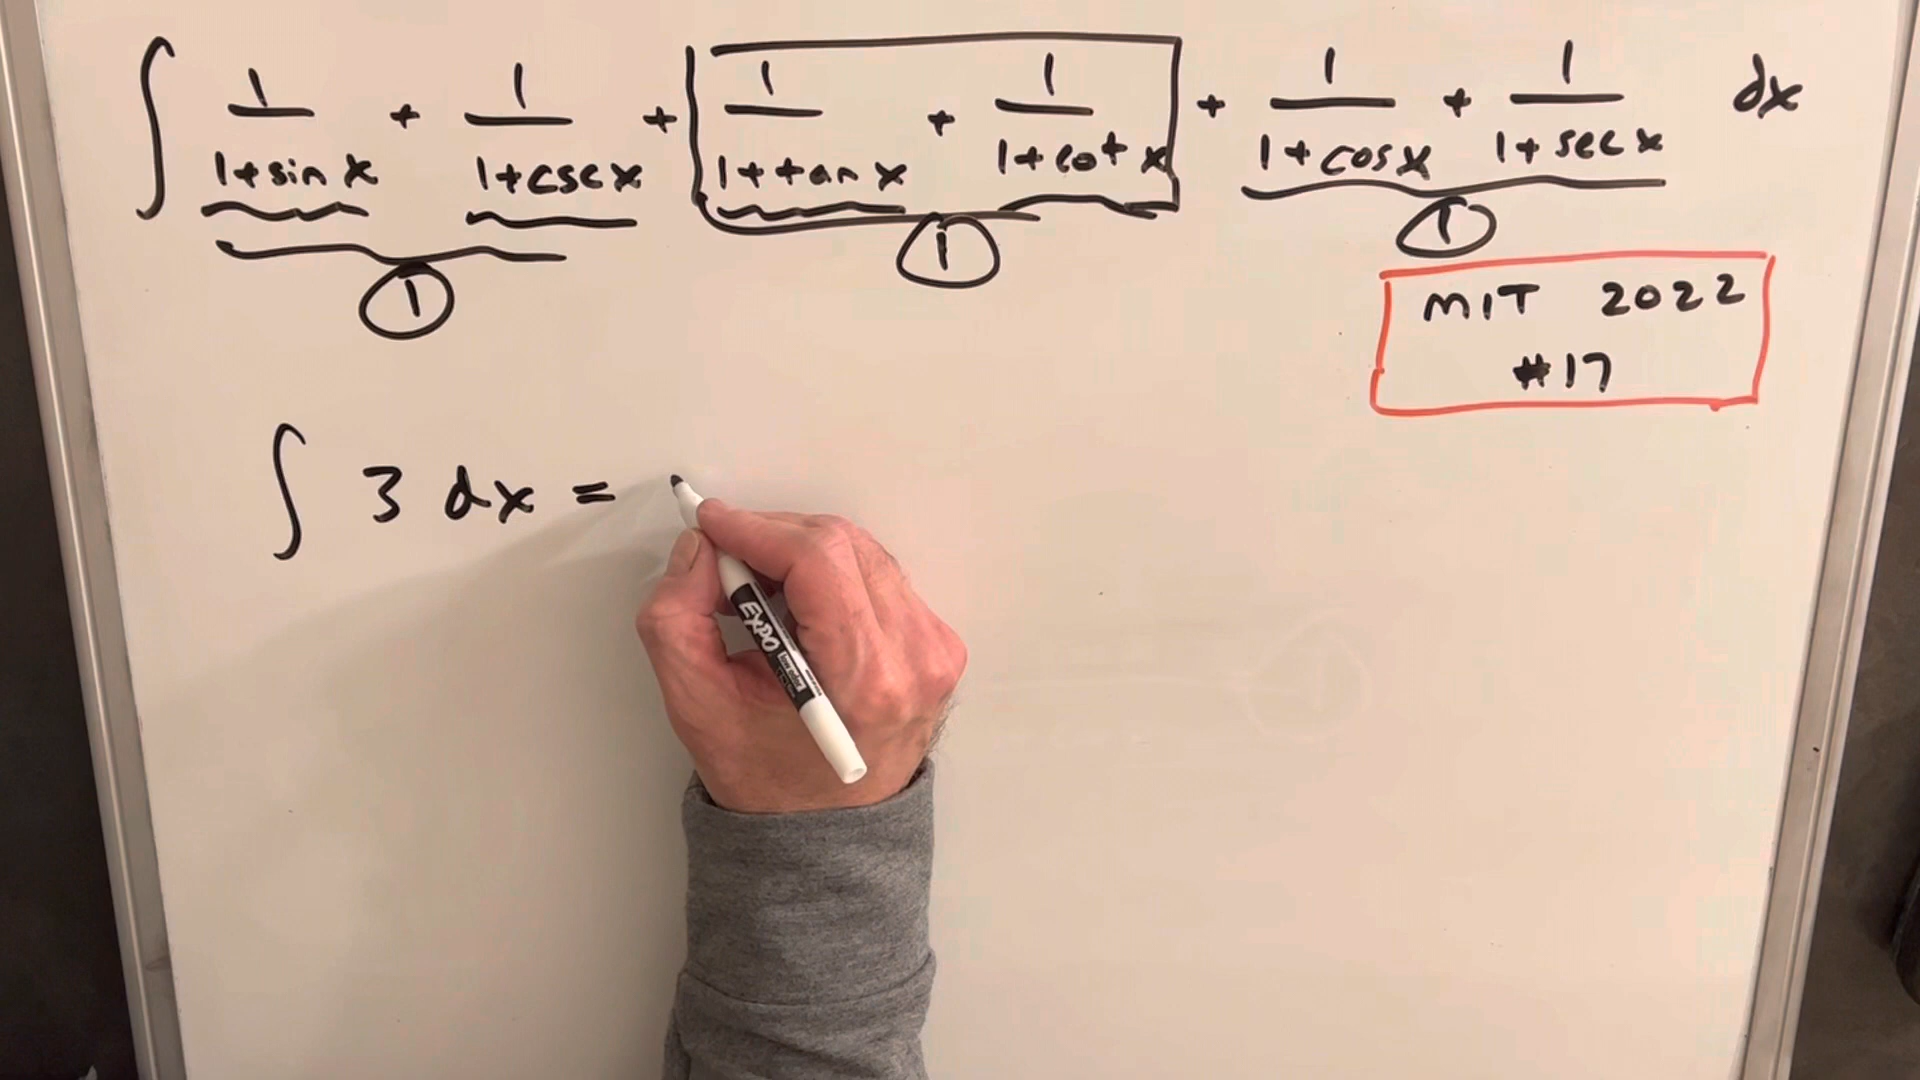 ∫ 1/(1+sin x) + 1/(1+csc x) + 1/(1+tan x) + 1/(1+cot x) + 1/(1+cos x) + 1/(1+sec x) dx
1 1 1
MIT 2022
#17
∫ 3 dx =
EXPO